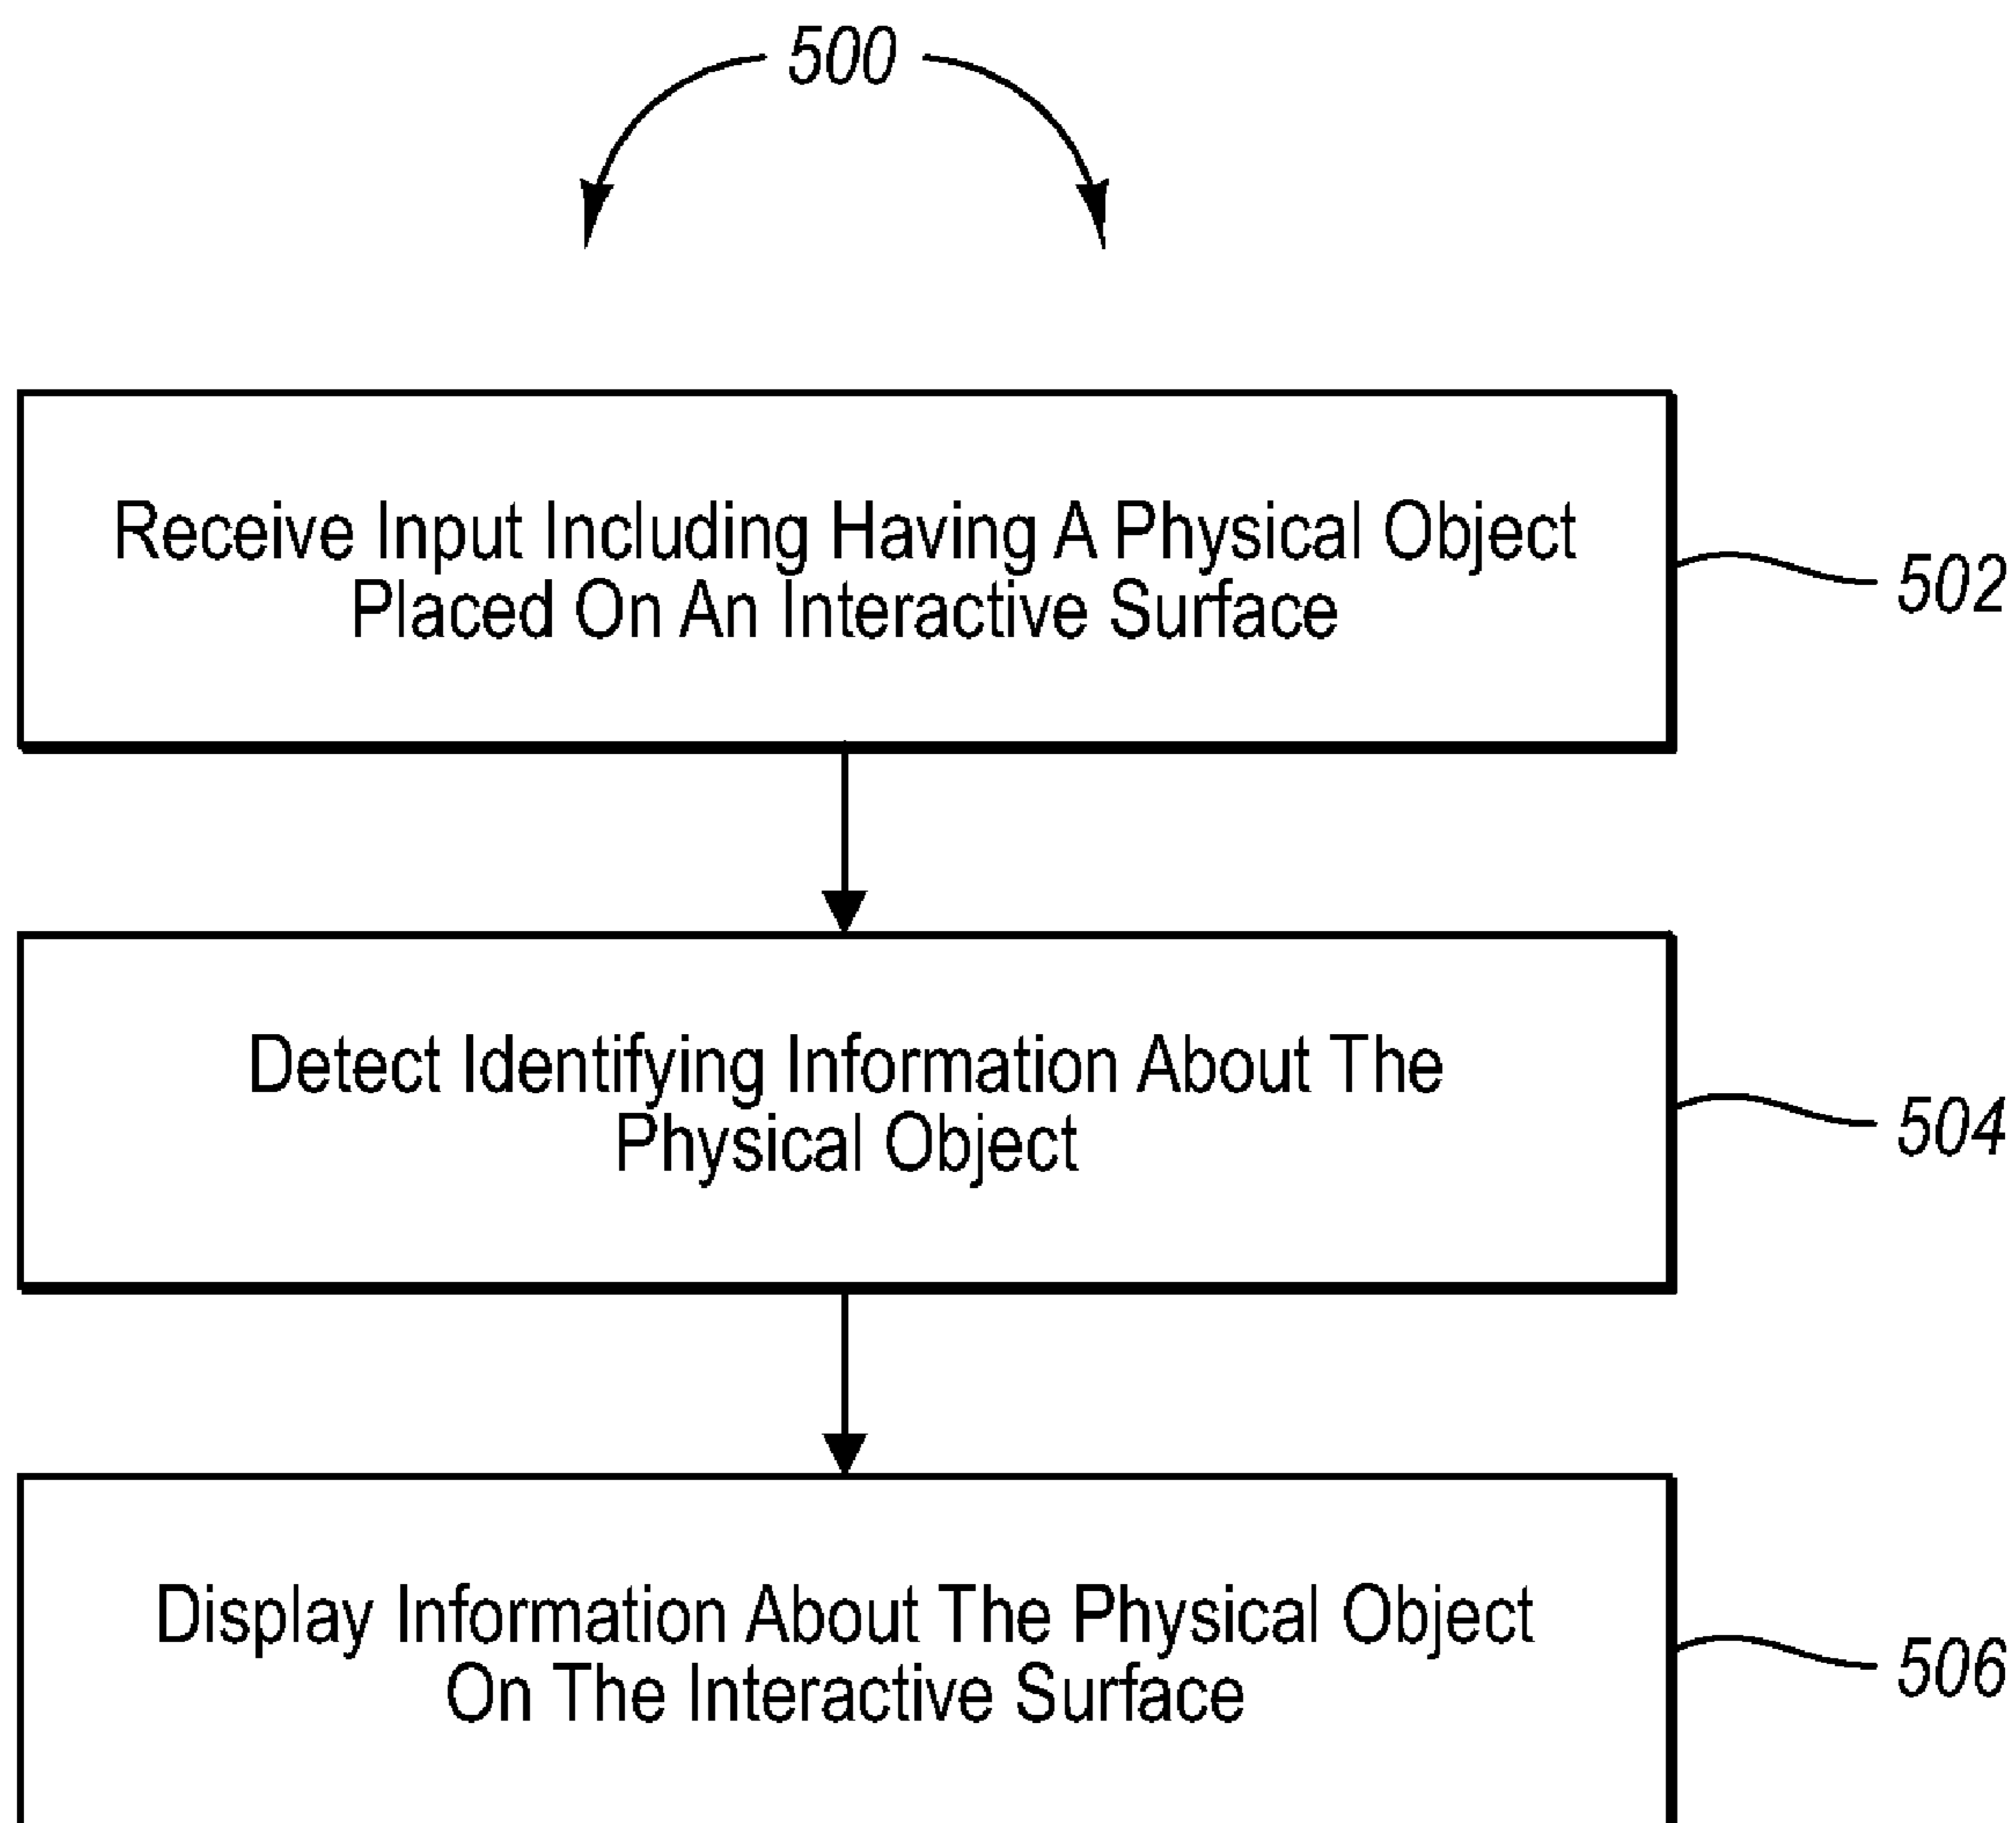 500
Receive Input Including Having A Physical Object
Placed On An Interactive Surface
502
Detect Identifying Information About The
Physical Object
504
Display Information About The Physical Object
On The Interactive Surface
506